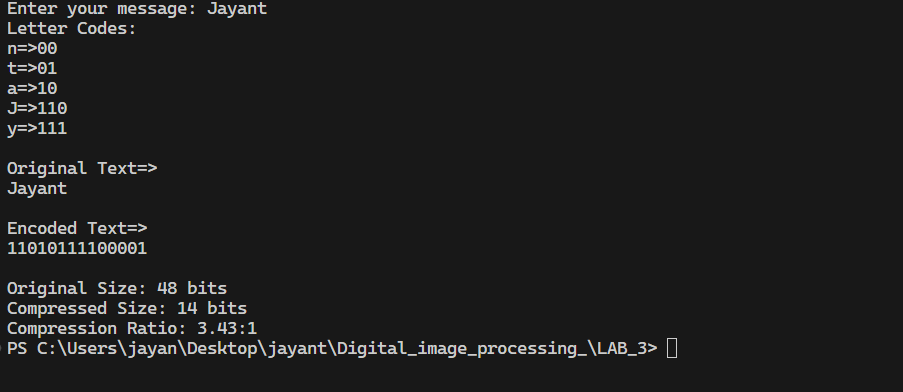 Enter your message: Jayant
Letter Codes:
n=>00
t=>01
a=>10
J=>110
y=>111
Original Text=>
Jayant
Encoded Text=>
11010111100001
Original Size: 48 bits
Compressed Size: 14 bits
Compression Ratio: 3.43:1
PS C:\Users\jayan\Desktop\jayant\Digital_image_processing_\LAB_3>